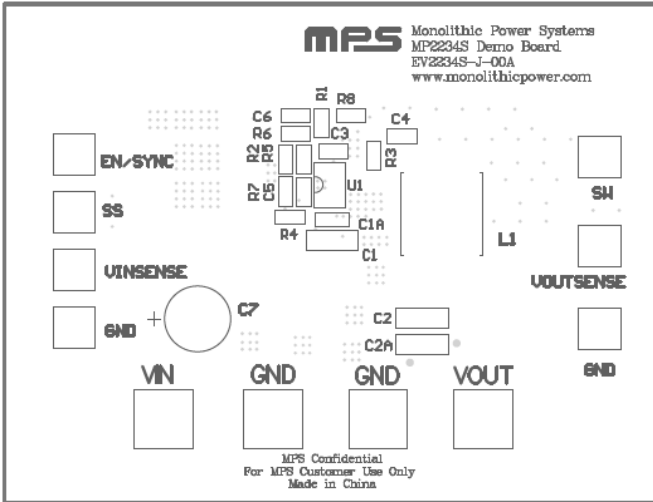 mps Monolithic Power Systems
MP2234S Demo Board
EV2234S-J-00A
www.monolithicpower.com
R1 R8
C6
R6
C4
C3
R2 R5
R3
EN/SYNC
U1
SW
R7 C5
SS
C1A
R4
C1
L1
VINSENSE
VOUTSENSE
+ C7
GND
C2
C2A
GND
VIN GND GND VOUT
MPS Confidential
For MPS Customer Use Only
Made in China